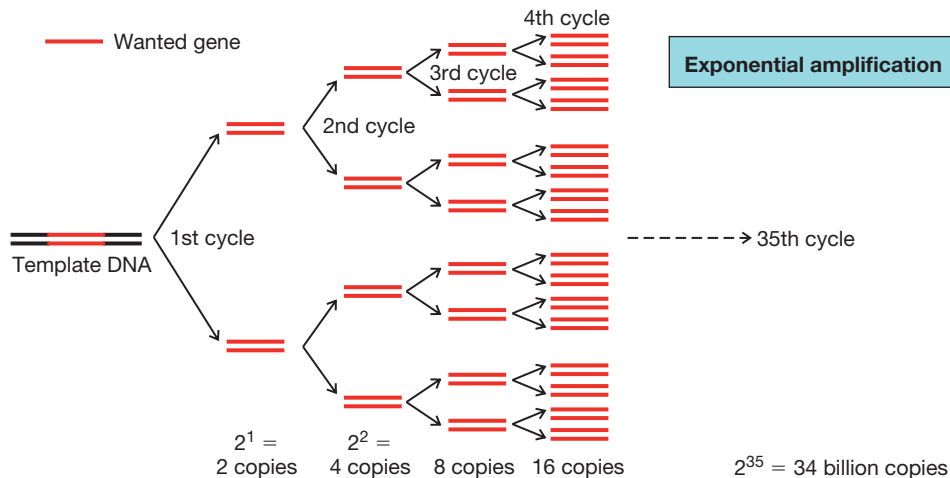 4th cycle
Wanted gene
Exponential amplification
3rd cycle
2nd cycle
1st cycle
35th cycle
Template DNA
2¹ =
2 copies
2² =
4 copies
8 copies
16 copies
2³⁵ = 34 billion copies